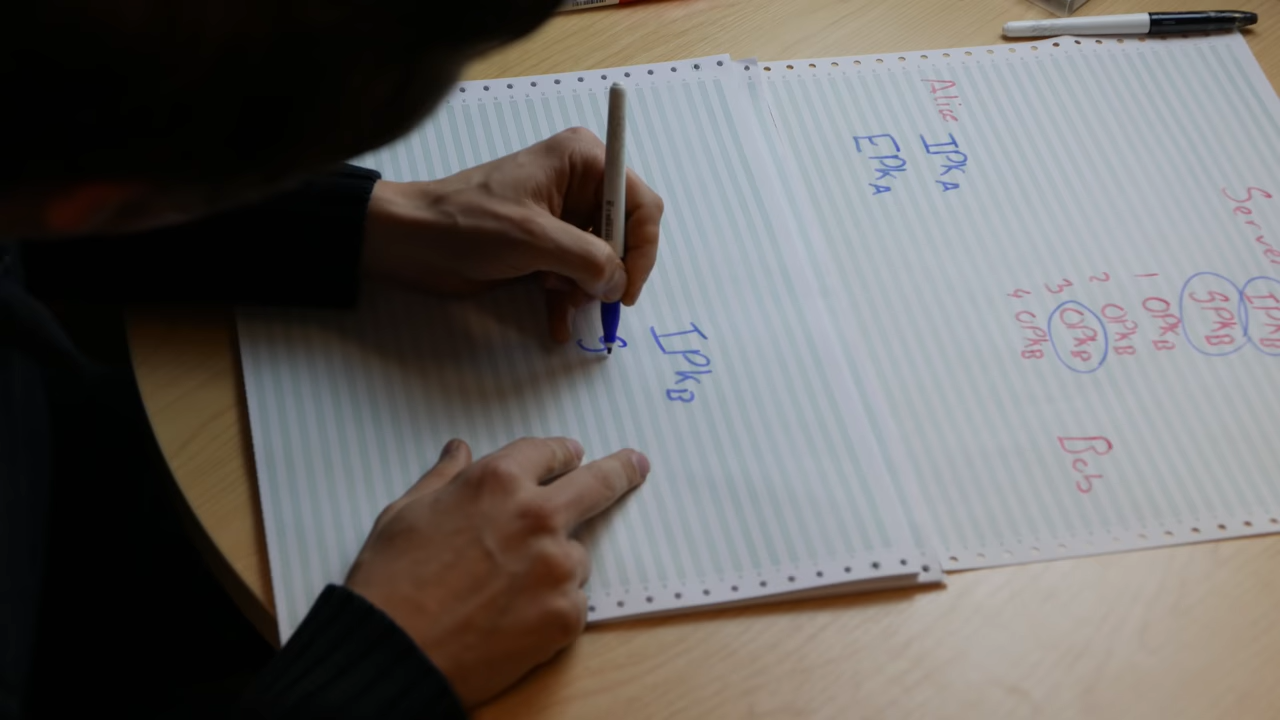 Server
IPKB
SPKB
1 OPKB
2 OPKB
3 OPKB
4 OPKB
Bob
Alice IPKA
EPKA
IPKB
S